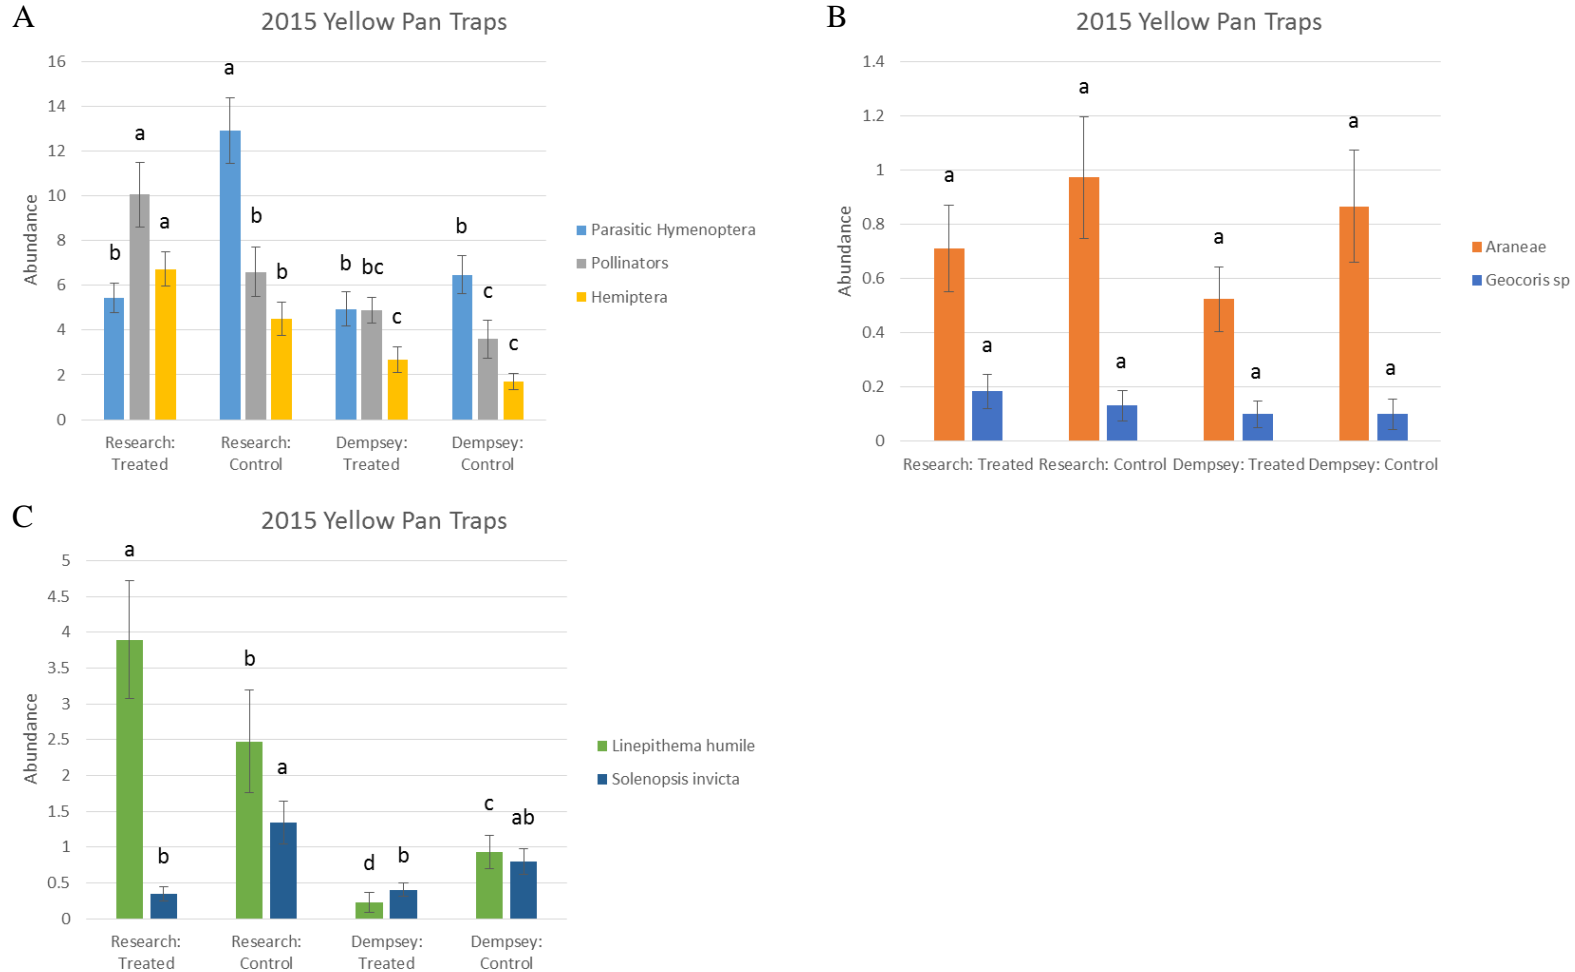 A
2015 Yellow Pan Traps
16
14
12
10
8
6
4
2
0
Abundance
b
a
a
a
b
b
b
bc
c
b
c
c
Research: Treated
Research: Control
Dempsey: Treated
Dempsey: Control
Parasitic Hymenoptera
Pollinators
Hemiptera
B
2015 Yellow Pan Traps
1.4
1.2
1
0.8
0.6
0.4
0.2
0
Abundance
a
a
a
a
a
a
a
a
Research: Treated
Research: Control
Dempsey: Treated
Dempsey: Control
Araneae
Geocoris sp
C
2015 Yellow Pan Traps
5
4.5
4
3.5
3
2.5
2
1.5
1
0.5
0
Abundance
a
b
b
a
d
b
c
ab
Research: Treated
Research: Control
Dempsey: Treated
Dempsey: Control
Linepithema humile
Solenopsis invicta